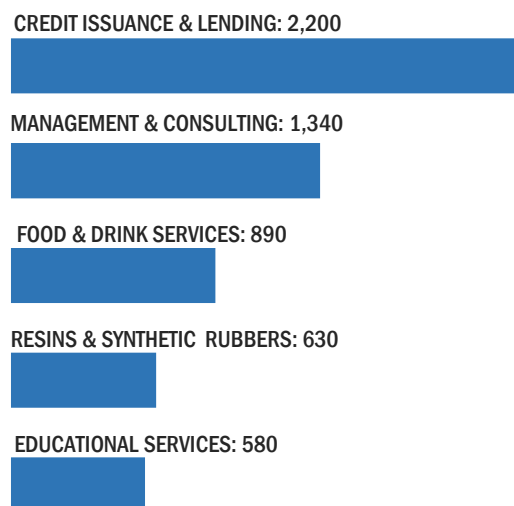 CREDIT ISSUANCE & LENDING: 2,200
MANAGEMENT & CONSULTING: 1,340
FOOD & DRINK SERVICES: 890
RESINS & SYNTHETIC RUBBERS: 630
EDUCATIONAL SERVICES: 580